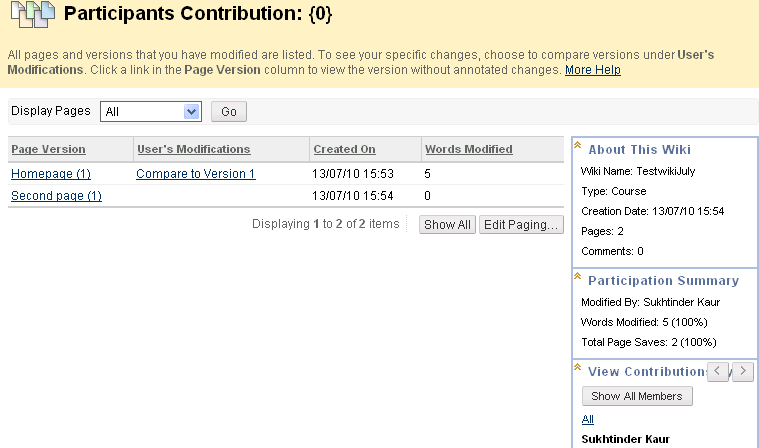 Participants Contribution: {0}
All pages and versions that you have modified are listed. To see your specific changes, choose to compare versions under User's
Modifications. Click a link in the Page Version column to view the version without annotated changes. More Help
Display Pages All Go
Page Version User's Modifications Created On Words Modified
Homepage (1) Compare to Version 1 13/07/10 15:53 5
Second page (1) 13/07/10 15:54 0
Displaying 1 to 2 of 2 items Show All Edit Paging...
About This Wiki
Wiki Name: TestwikiJuly
Type: Course
Creation Date: 13/07/10 15:54
Pages: 2
Comments: 0
Participation Summary
Modified By: Sukhtinder Kaur
Words Modified: 5 (100%)
Total Page Saves: 2 (100%)
View Contributions
Show All Members
All
Sukhtinder Kaur